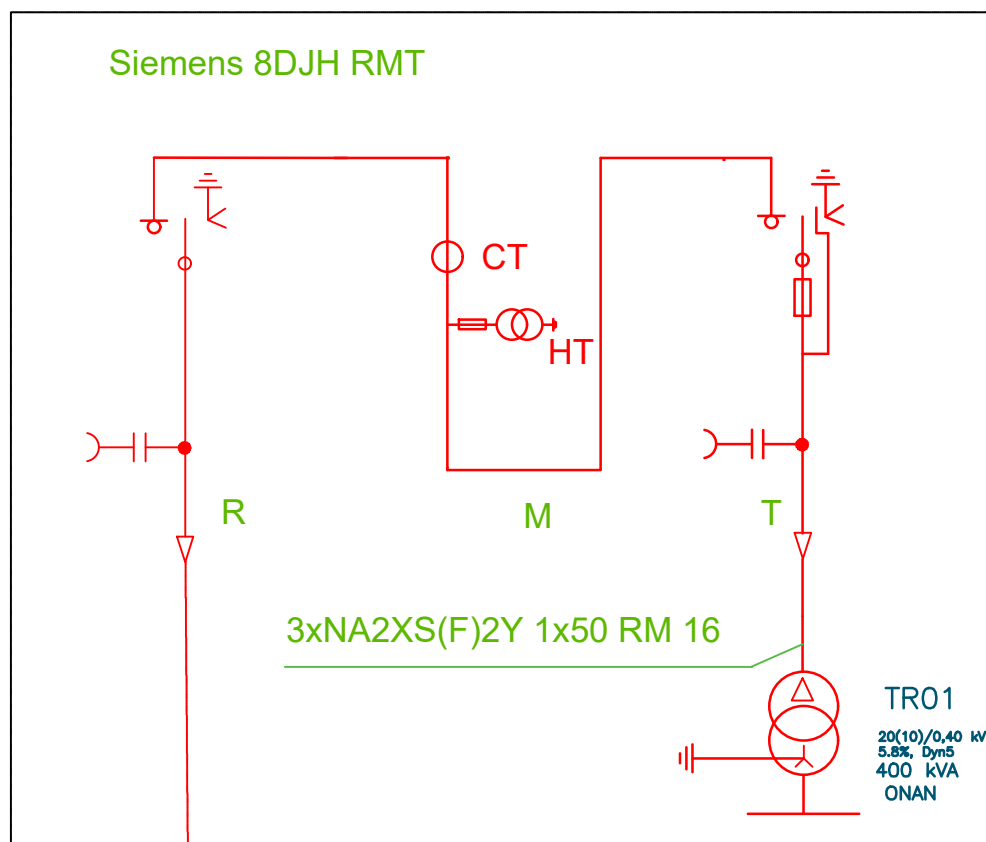 Siemens 8DJH RMT
CT
HT
R
M
T
3xNA2XS(F)2Y 1x50 RM 16
TR01
20(10)/0,40 kV
5.8%, Dyn5
400 kVA
ONAN